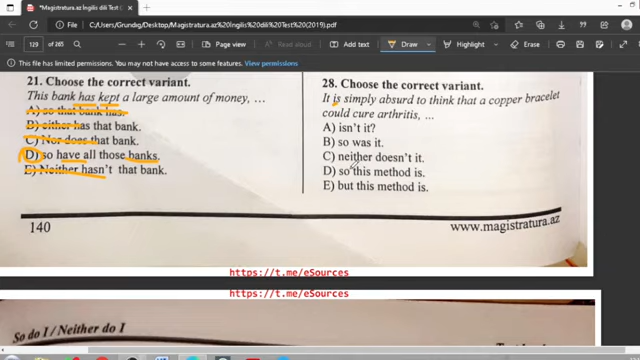 *Magistratura.az İngilis dili Test (
File | C:/Users/Grundig/Desktop/Magistratura.az%20İngilis%20dili%20Test%20(2019).pdf
129 of 265
Page view
Read aloud
Add text
Draw
Highlight
Erase
This file has limited permissions. You may not have access to some features. View permissions
21. Choose the correct variant.
This bank has kept a large amount of money, …
A) so that bank has.
B) either has that bank.
C) Nor does that bank.
D) so have all those banks.
E) Neither hasn't that bank.
140
28. Choose the correct variant.
It is simply absurd to think that a copper bracelet
could cure arthritis, …
A) isn't it?
B) so was it.
C) neither doesn't it.
D) so this method is.
E) but this method is.
www.magistratura.az
https://t.me/eSources
https://t.me/eSources
So do I / Neither do I